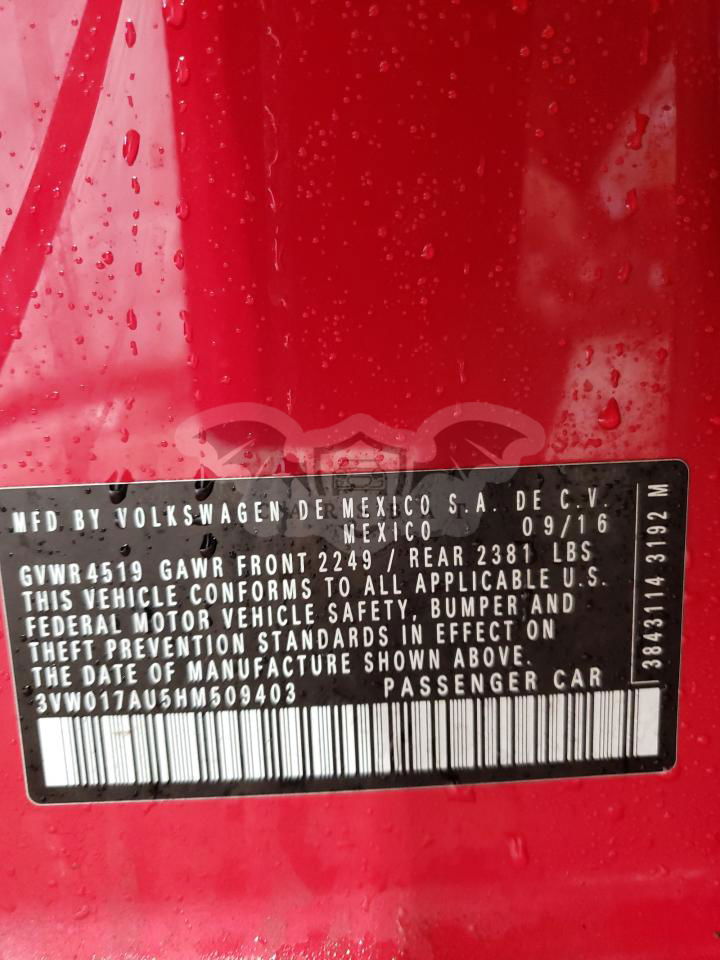 MFD BY VOLKSWAGEN DE MEXICO S.A. DE C.V.
MEXICO 09/16
GVWR 4519 GAWR FRONT 2249 / REAR 2381 LBS
THIS VEHICLE CONFORMS TO ALL APPLICABLE U.S.
FEDERAL MOTOR VEHICLE SAFETY, BUMPER AND
THEFT PREVENTION STANDARDS IN EFFECT ON
THE DATE OF MANUFACTURE SHOWN ABOVE.
3VW017AU5HM509403 PASSENGER CAR
3843114 3192 M